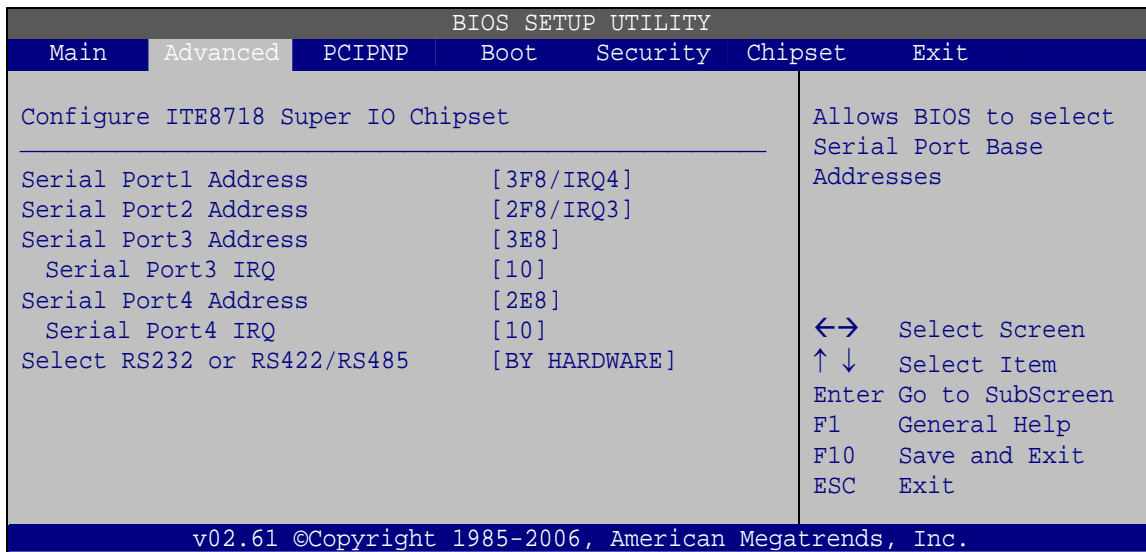 BIOS SETUP UTILITY
Main Advanced PCIPNP Boot Security Chipset Exit
Configure ITE8718 Super IO Chipset
Serial Port1 Address [3F8/IRQ4]
Serial Port2 Address [2F8/IRQ3]
Serial Port3 Address [3E8]
Serial Port3 IRQ [10]
Serial Port4 Address [2E8]
Serial Port4 IRQ [10]
Select RS232 or RS422/RS485 [BY HARDWARE]
Allows BIOS to select
Serial Port Base
Addresses
←→ Select Screen
↑ ↓ Select Item
Enter Go to SubScreen
F1 General Help
F10 Save and Exit
ESC Exit
v02.61 ©Copyright 1985-2006, American Megatrends, Inc.